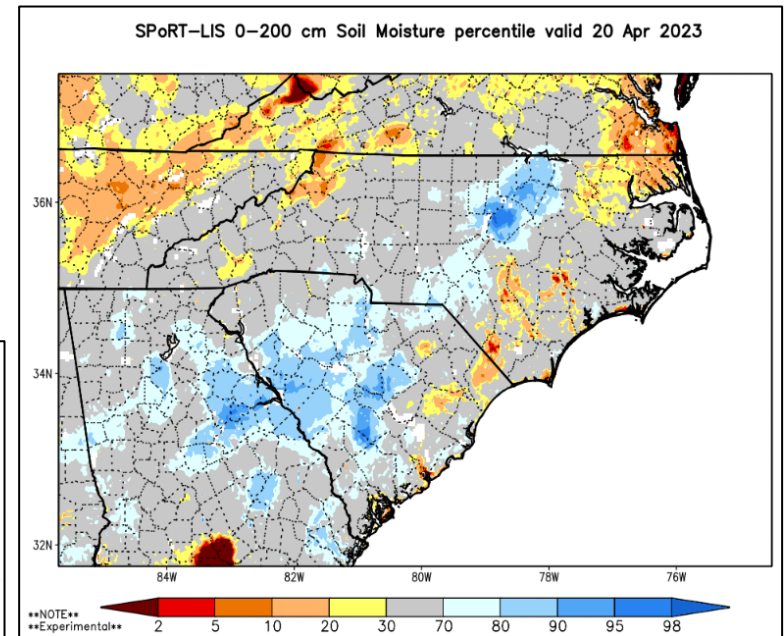 SPoRT-LIS 0-200 cm Soil Moisture percentile valid 20 Apr 2023
36N
34N
32N
84W 82W 80W 78W 76W
**NOTE**
**Experimental**
2 5 10 20 30 70 80 90 95 98